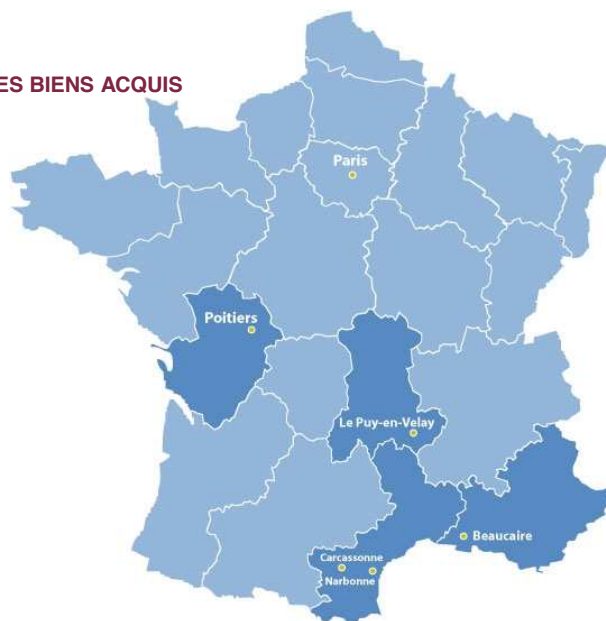 ES BIENS ACQUIS
Paris
Poitiers
Le Puy-en-Velay
Beaucaire
Carcassonne
Narbonne